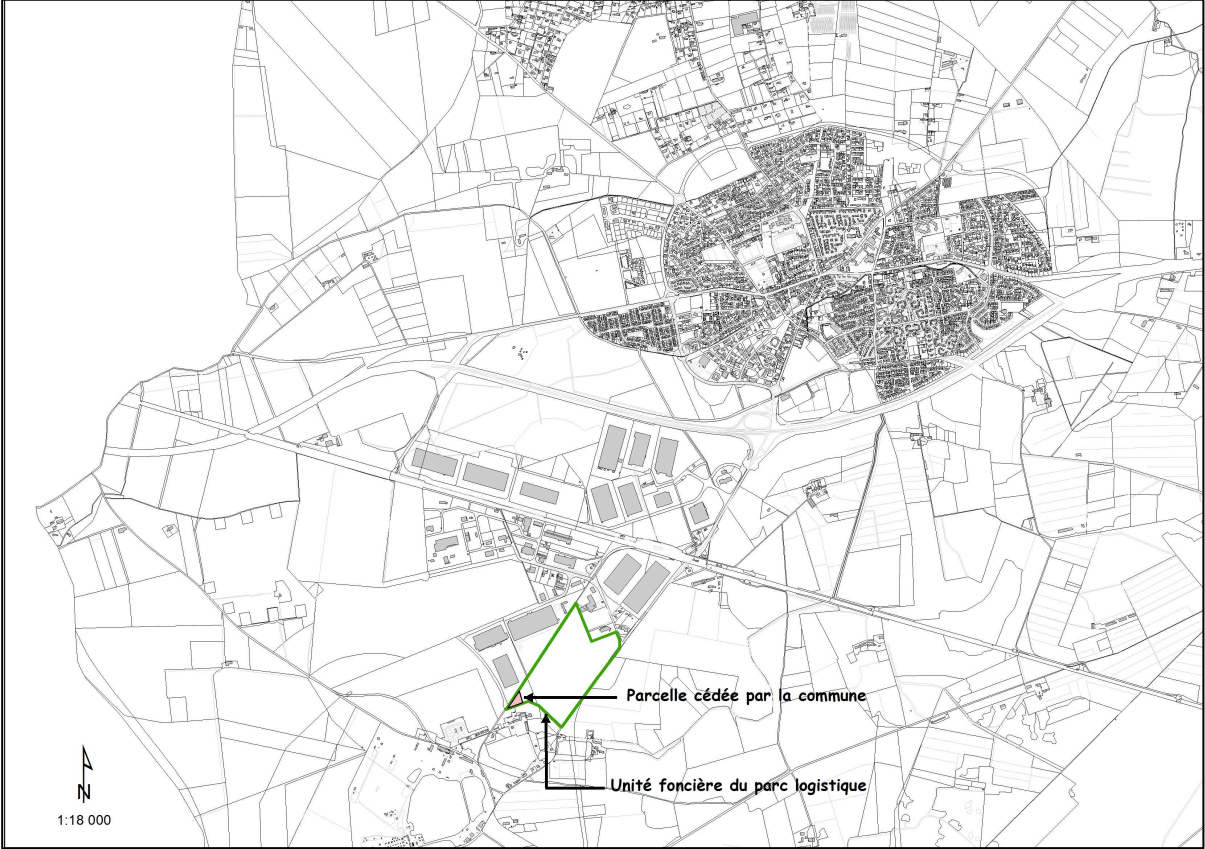 Parcelle cédée par la commune
Unité foncière du parc logistique
N
1:18 000